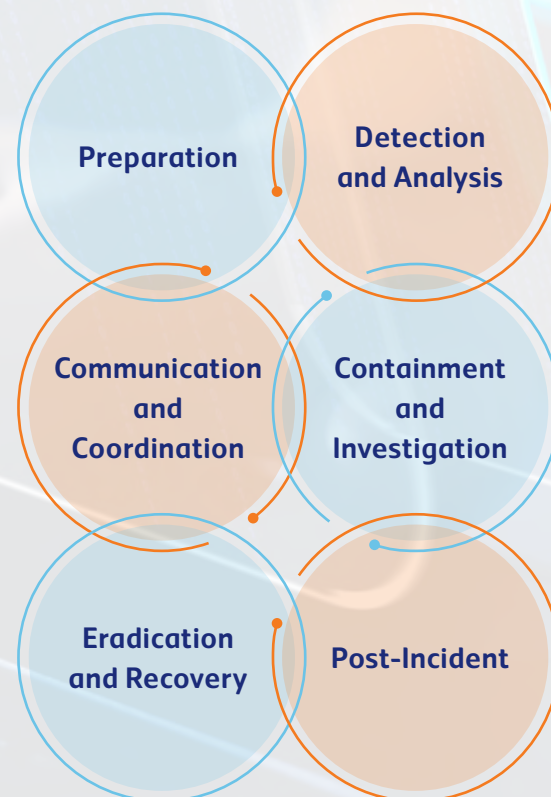 Preparation
Detection
and Analysis
Communication
and
Coordination
Containment
and
Investigation
Eradication
and Recovery
Post-Incident